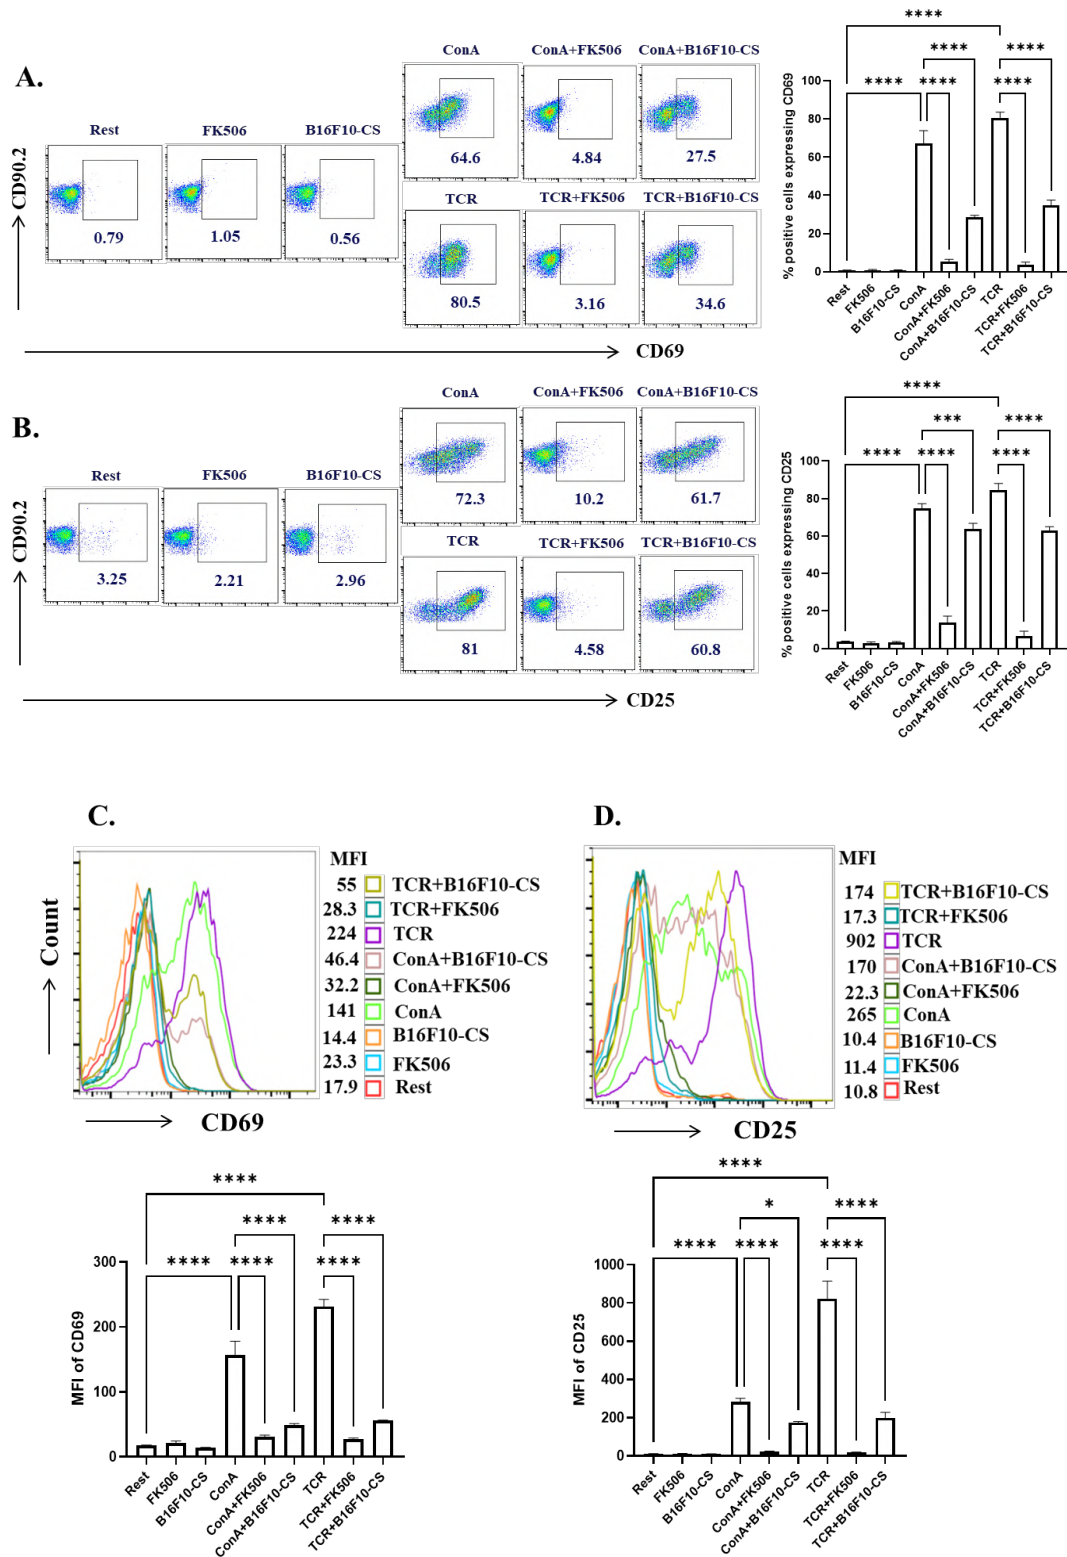 A.
CD90.2
Rest
FK506
B16F10-CS
0.79
1.05
0.56
ConA
ConA+FK506
ConA+B16F10-CS
64.6
4.84
27.5
TCR
TCR+FK506
TCR+B16F10-CS
80.5
3.16
34.6
CD69
% positive cells expressing CD69
****
**** ****
**** **** ****
100
80
60
40
20
0
Rest
FK506
B16F10-CS
ConA
ConA+FK506
ConA+B16F10-CS
TCR
TCR+FK506
TCR+B16F10-CS
B.
CD90.2
Rest
FK506
B16F10-CS
3.25
2.21
2.96
ConA
ConA+FK506
ConA+B16F10-CS
72.3
10.2
61.7
TCR
TCR+FK506
TCR+B16F10-CS
81
4.58
60.8
CD25
% positive cells expressing CD25
****
*** ****
**** **** ****
100
80
60
40
20
0
Rest
FK506
B16F10-CS
ConA
ConA+FK506
ConA+B16F10-CS
TCR
TCR+FK506
TCR+B16F10-CS
C.
Count
CD69
MFI
55 TCR+B16F10-CS
28.3 TCR+FK506
224 TCR
46.4 ConA+B16F10-CS
32.2 ConA+FK506
141 ConA
14.4 B16F10-CS
23.3 FK506
17.9 Rest
****
**** ****
**** **** ****
MFI of CD69
300
200
100
0
Rest
FK506
B16F10-CS
ConA
ConA+FK506
ConA+B16F10-CS
TCR
TCR+FK506
TCR+B16F10-CS
D.
CD25
MFI
174 TCR+B16F10-CS
17.3 TCR+FK506
902 TCR
170 ConA+B16F10-CS
22.3 ConA+FK506
265 ConA
10.4 B16F10-CS
11.4 FK506
10.8 Rest
****
* ****
**** **** ****
MFI of CD25
1000
800
600
400
200
0
Rest
FK506
B16F10-CS
ConA
ConA+FK506
ConA+B16F10-CS
TCR
TCR+FK506
TCR+B16F10-CS